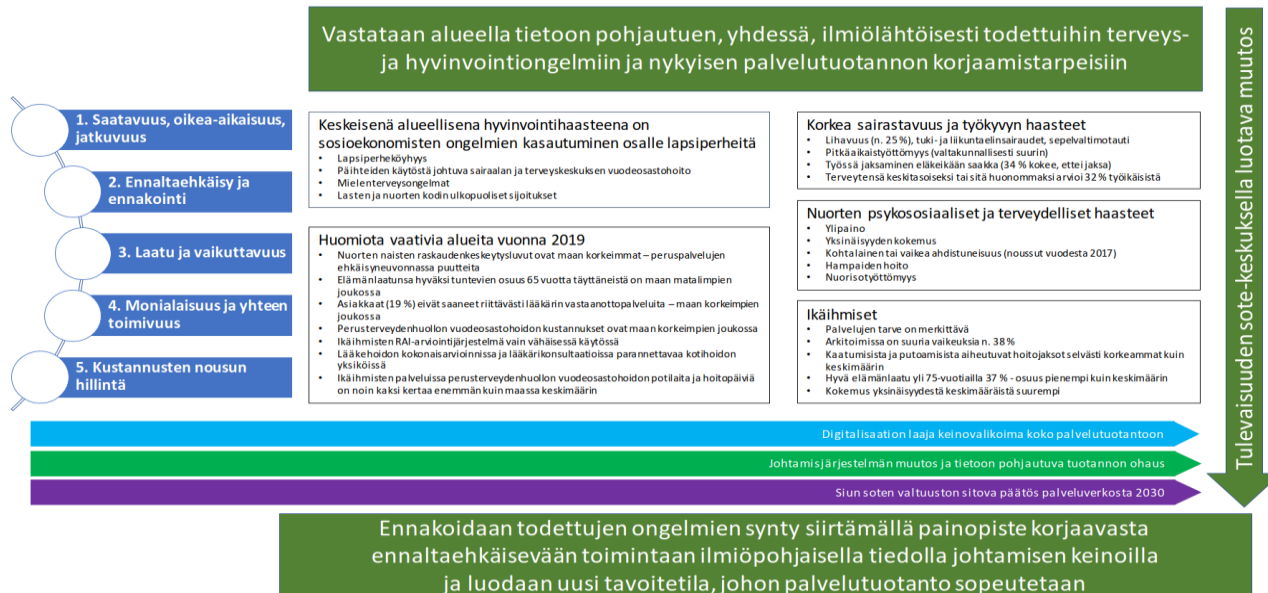 Vastataan alueella tietoon pohjautuen, yhdessä, ilmiölähtöisesti todettuihin terveys-
ja hyvinvointiongelmiin ja nykyisen palvelutuotannon korjaamistarpeisiin
1. Saatavuus, oikea-aikaisuus,
jatkuvuus
2. Ennaltaehkäisy ja
ennakointi
3. Laatu ja vaikuttavuus
4. Monialaisuus ja yhteen
toimivuus
5. Kustannusten nousun
hillintä
Keskeisenä alueellisena hyvinvointihaasteena on
sosioekonomisten ongelmien kasautuminen osalle lapsiperheitä
• Lapsiperheköyhyys
• Päihteiden käytöstä johtuva sairaalan ja terveyskeskuksen vuodeosastohoito
• Mielenterveysongelmat
• Lasten ja nuorten kodin ulkopuoliset sijoitukset
Huomiota vaativia alueita vuonna 2019
• Nuorten naisten raskaudenkeskeytysluvut ovat maan korkeimmat – peruspalvelujen
ehkäisyneuvonnassa puutteita
• Elämänlaatunsa hyväksi tuntevien osuus 65 vuotta täyttäneistä on maan matalimpien
joukossa
• Asiakkaat (19 %) eivät saaneet riittävästi lääkärin vastaanottopalveluita – maan korkeimpien
joukossa
• Perusterveydenhuollon vuodeosastohoidon kustannukset ovat maan korkeimpien joukossa
• Ikäihmisten RAI-arviointijärjestelmä vain vähäisessä käytössä
• Lääkehoidon kokonaisarvioinnissa ja lääkärikonsultaatioissa parannettavaa kotihoidon
yksiköissä
• Ikäihmisten palveluissa perusterveydenhuollon vuodeosastohoidon potilaita ja hoitopäiviä
on noin kaksi kertaa enemmän kuin maassa keskimäärin
Korkea sairastavuus ja työkyvyn haasteet
• Lihavuus (n. 25 %), tuki- ja liikuntaelinsairaudet, sepelvaltimotauti
• Pitkäaikaistyöttömyys (valtakunnallisesti suurin)
• Työssä jaksaminen eläkeikään saakka (34 % kokee, ettei jaksa)
• Terveytensä keskitasoiseksi tai sitä huonommaksi arvioi 32 % työikäisistä
Nuorten psykososiaaliset ja terveydelliset haasteet
• Ylipaino
• Yksinäisyyden kokemus
• Kohtalainen tai vaikea ahdistuneisuus (noussut vuodesta 2017)
• Hampaiden hoito
• Nuorisotyöttömyys
Ikäihmiset
• Palvelujen tarve on merkittävä
• Arkitoimissa on suuria vaikeuksia n. 38 %
• Kaatumisista ja putoamisista aiheutuvat hoitojaksot selvästi korkeammat kuin
keskimäärin
• Hyvä elämänlaatu yli 75-vuotiailla 37 % - osuus pienempi kuin keskimäärin
• Kokemus yksinäisyydestä keskimääräistä suurempi
Tulevaisuuden sote-keskuksella luotava muutos
Digitalisaation laaja keinovalikoima koko palvelutuotantoon
Johtamisjärjestelmän muutos ja tietoon pohjautuva tuotannon ohaus
Siun soten valtuuston sitova päätös palveluverkosta 2030
Ennakoidaan todettujen ongelmien synty siirtämällä painopiste korjaavasta
ennaltaehkäisevään toimintaan ilmiöpohjaisella tiedolla johtamisen keinoilla
ja luodaan uusi tavoitetila, johon palvelutuotanto sopeutetaan